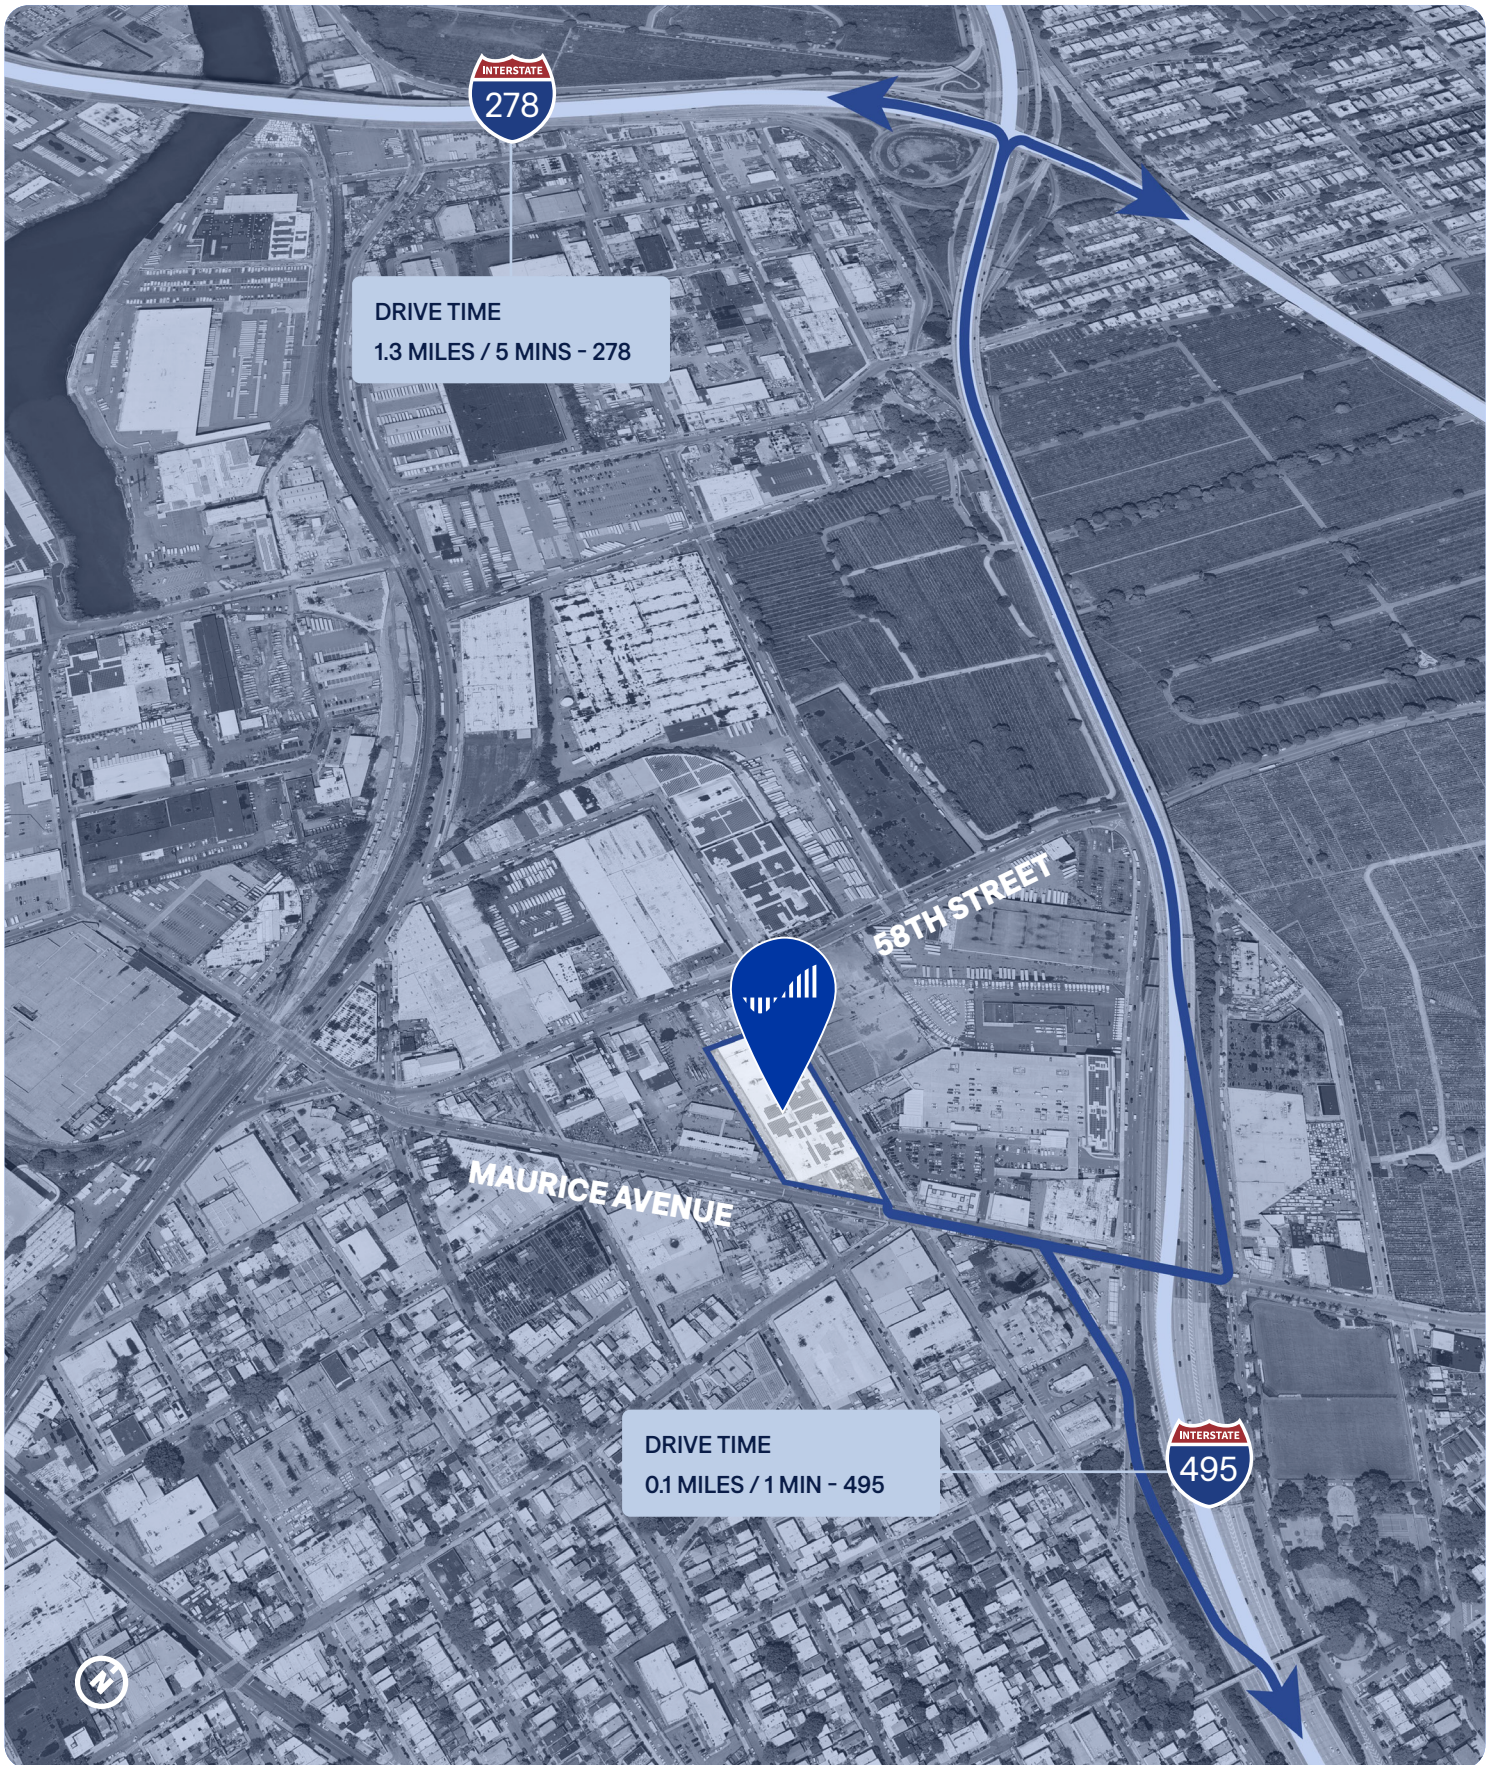 INTERSTATE
278
DRIVE TIME
1.3 MILES / 5 MINS - 278
58TH STREET
MAURICE AVENUE
DRIVE TIME
0.1 MILES / 1 MIN - 495
INTERSTATE
495
N